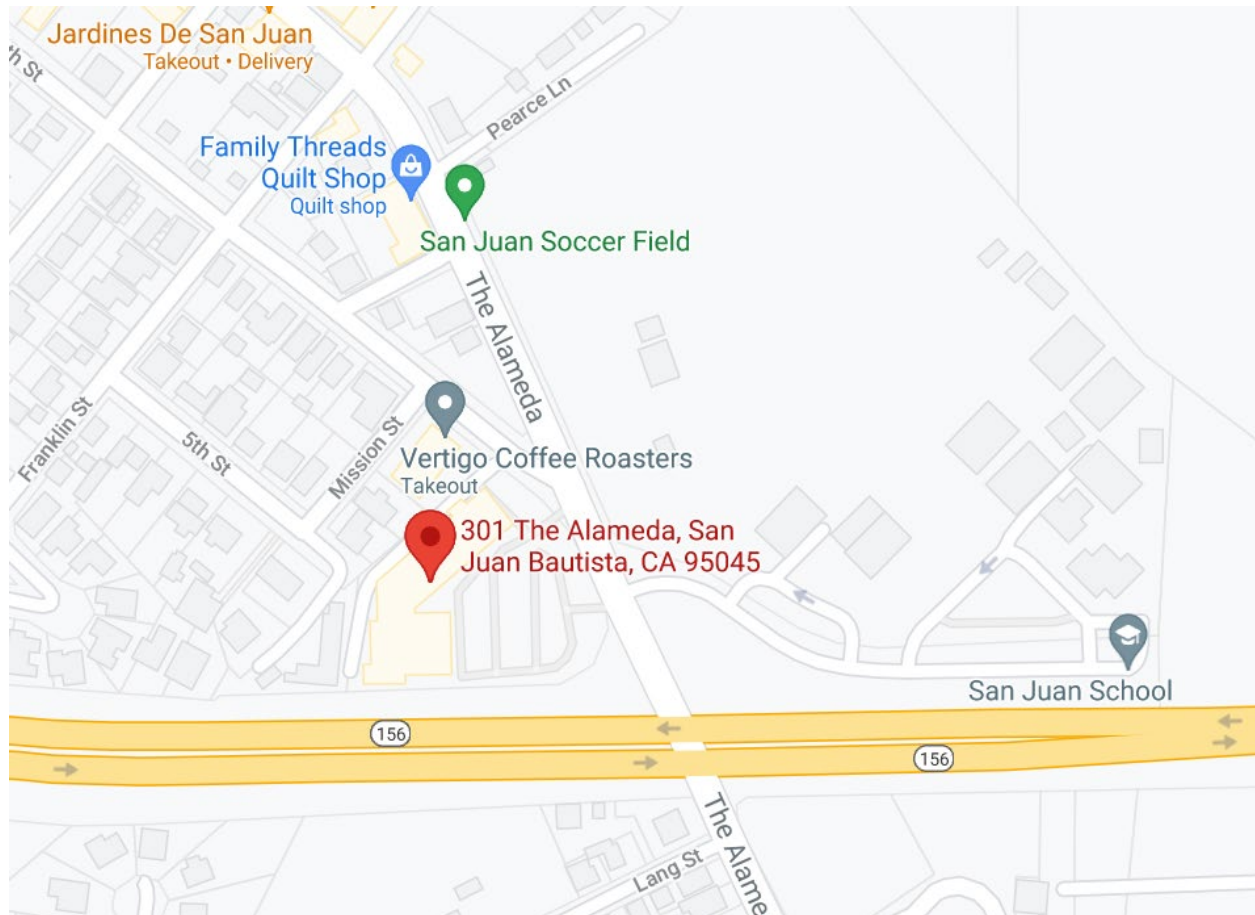 Jardines De San Juan
Takeout • Delivery
th St
Pearce Ln
Family Threads
Quilt Shop
Quilt shop
San Juan Soccer Field
The Alameda
Franklin St
5th St
Mission St
Vertigo Coffee Roasters
Takeout
301 The Alameda, San
Juan Bautista, CA 95045
San Juan School
156
156
The Alame
Lang St